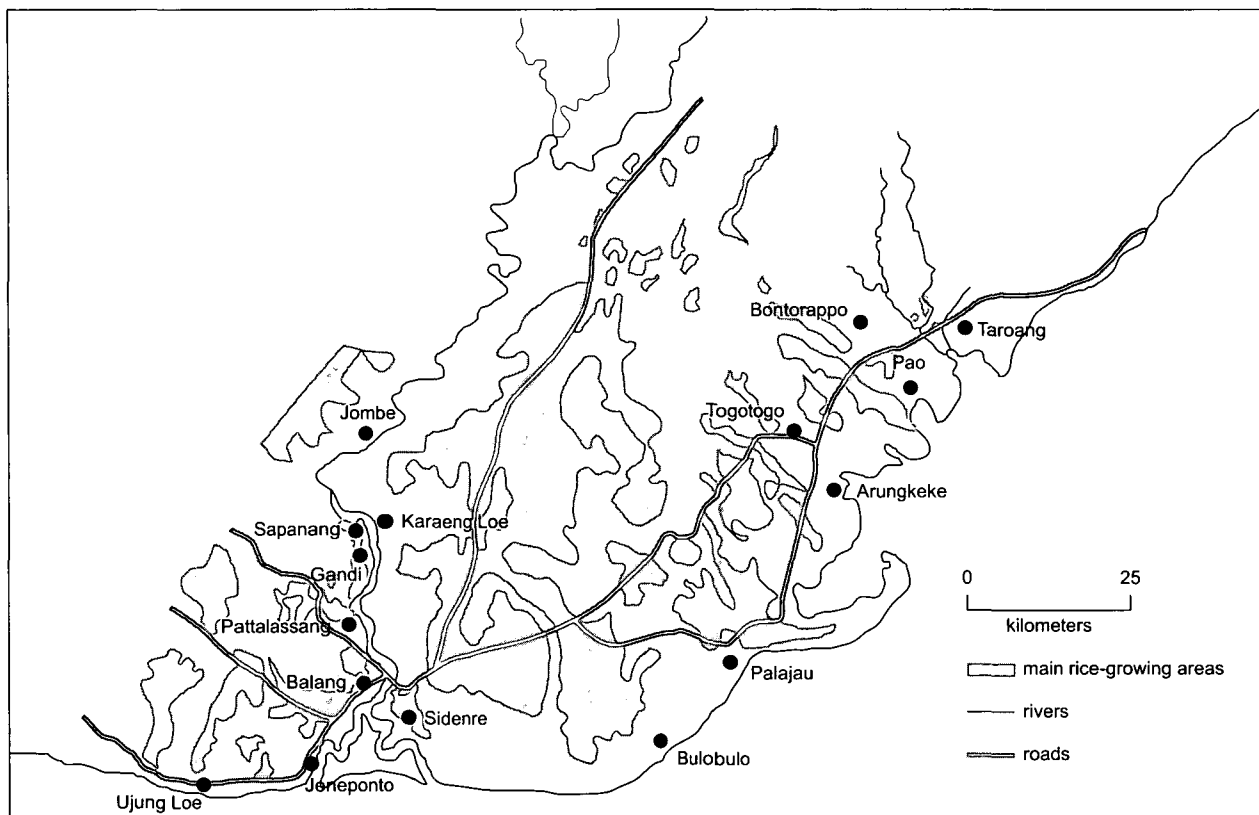 Bontorappo
Taroang
Pao
Jombe
Togotogo
Arungkeke
Sapanang
Karaeng Loe
Gandi
Pattalassang
Balang
Palajau
Sidenre
Bulobulo
Jeneponto
Ujung Loe
0 25
kilometers
main rice-growing areas
rivers
roads